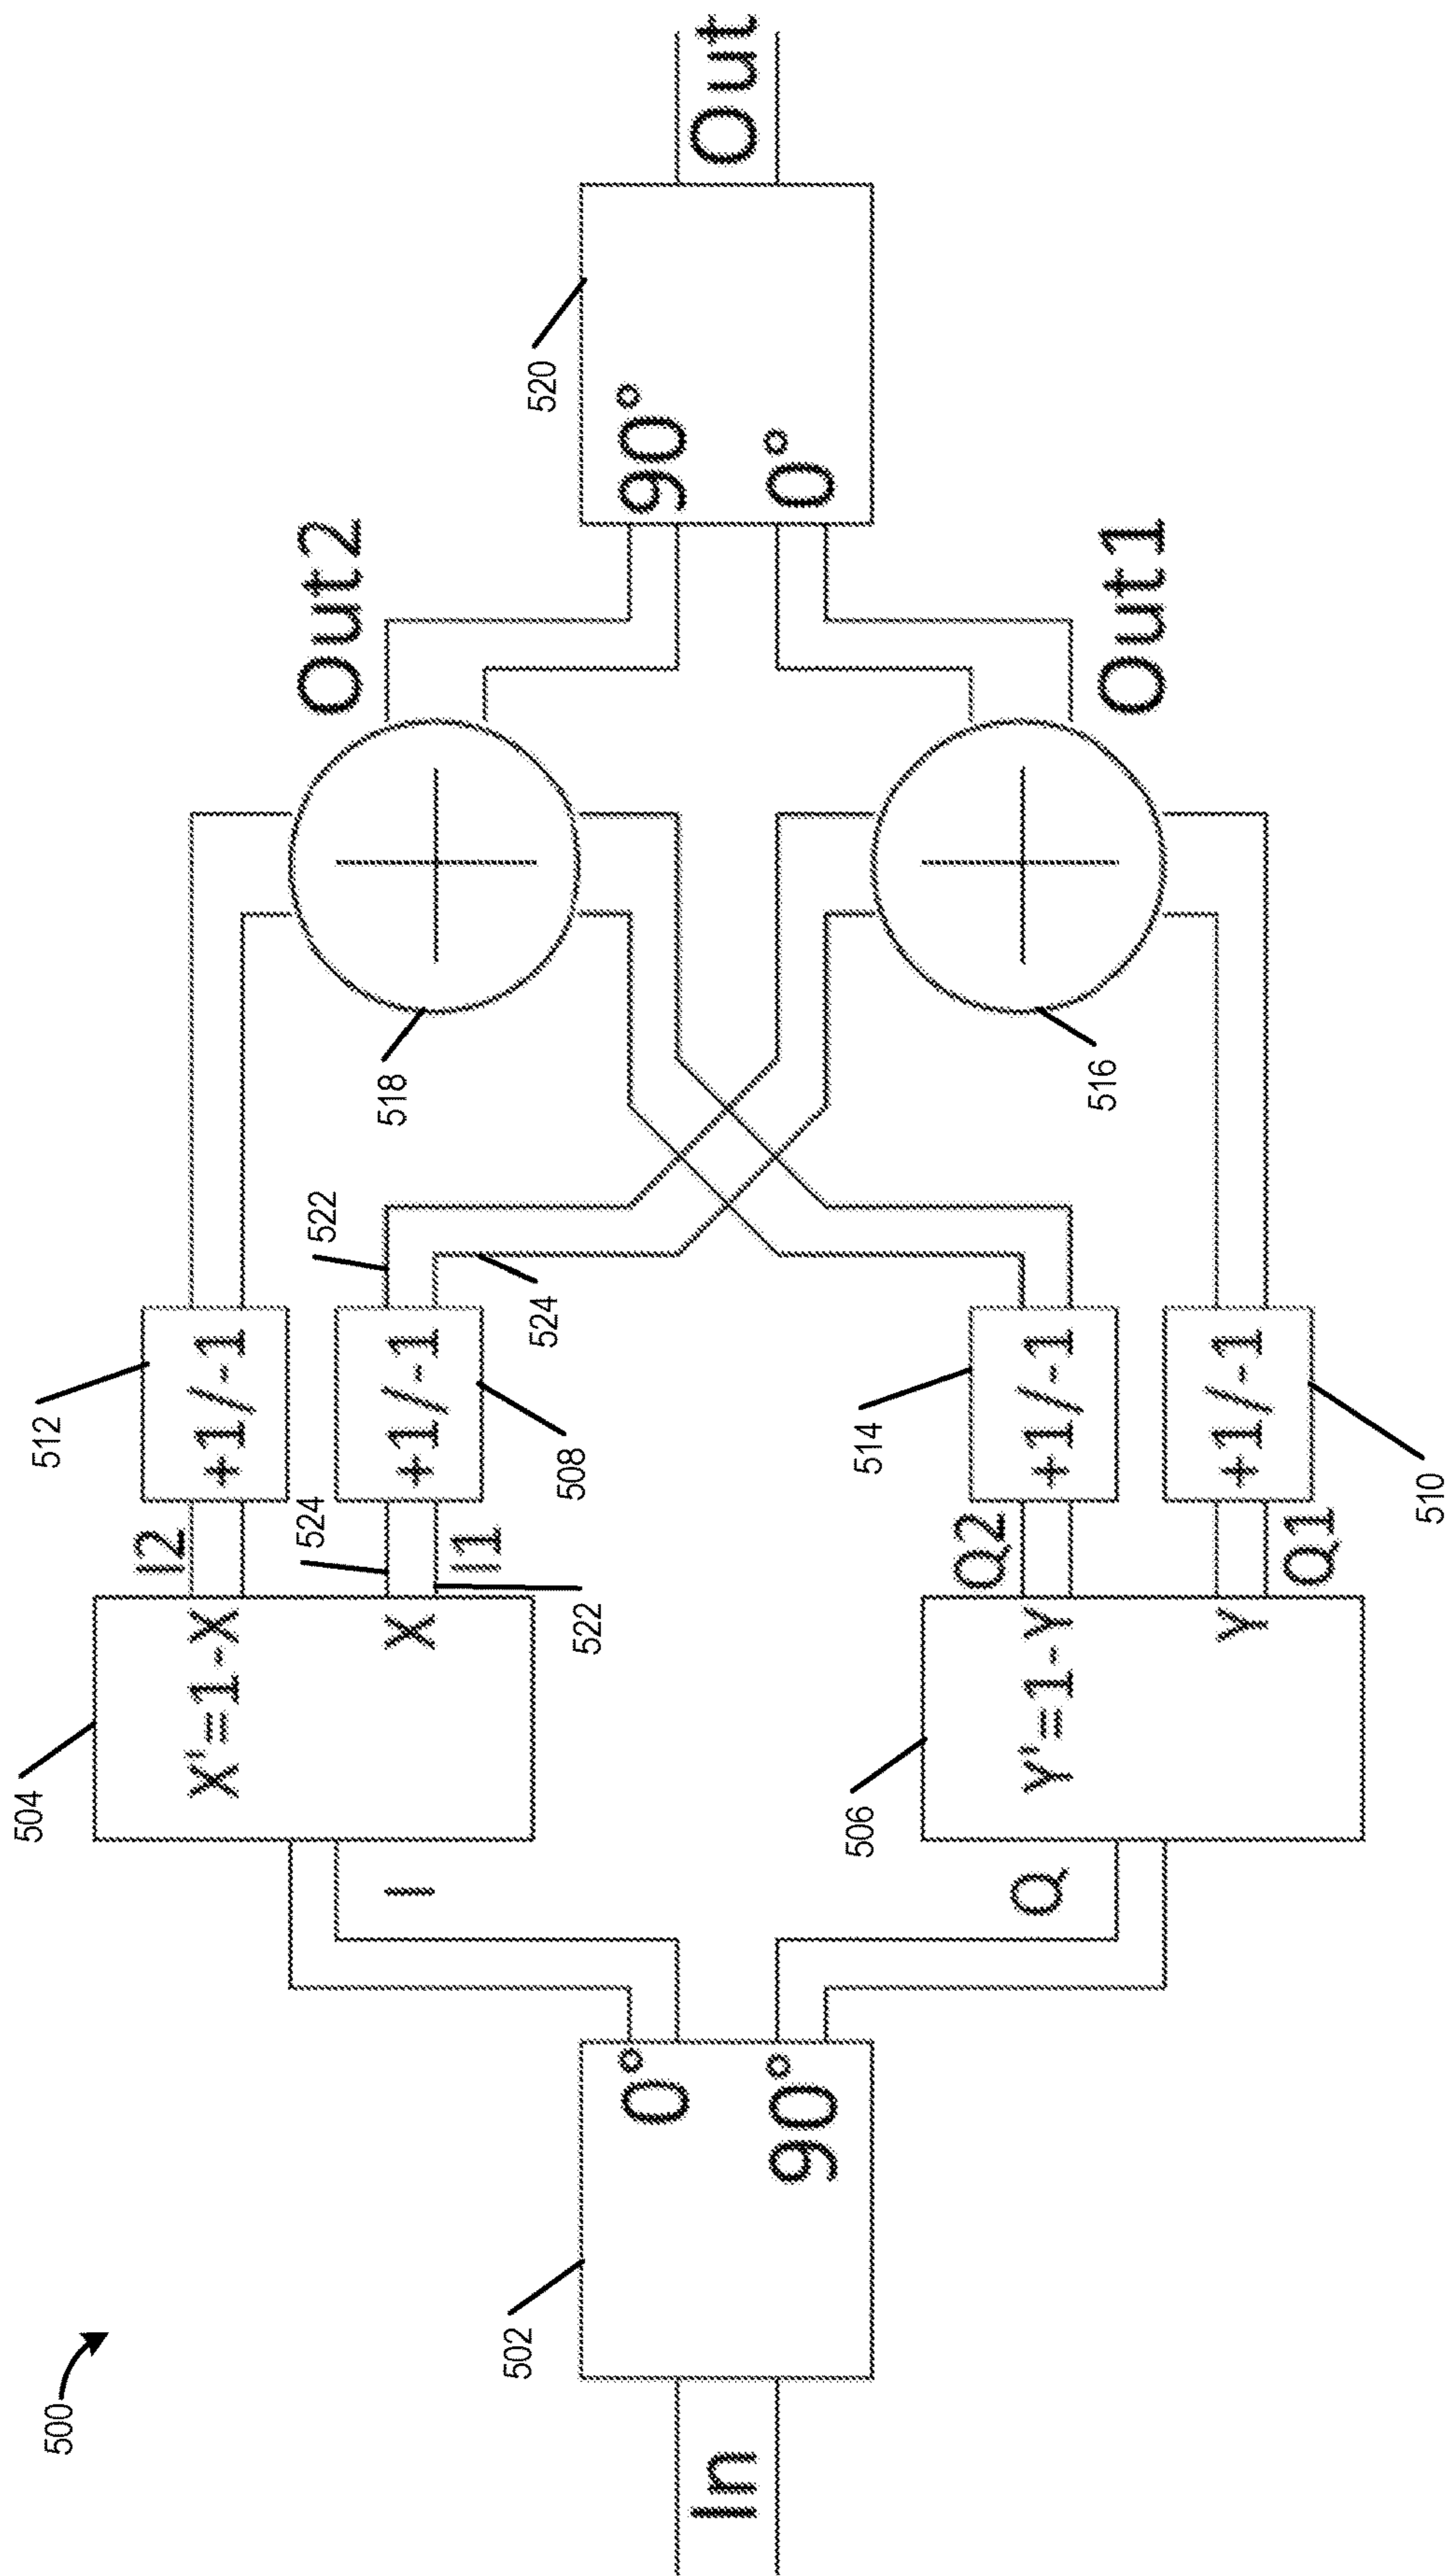 500
In
502
0°
90°
I
Q
504
X'=1-X
X
506
Y'=1-Y
Y
I2
524
I1
522
Q2
Q1
512
+1/-1
508
+1/-1
514
+1/-1
510
+1/-1
522
524
518
516
Out2
Out1
520
90°
0°
Out